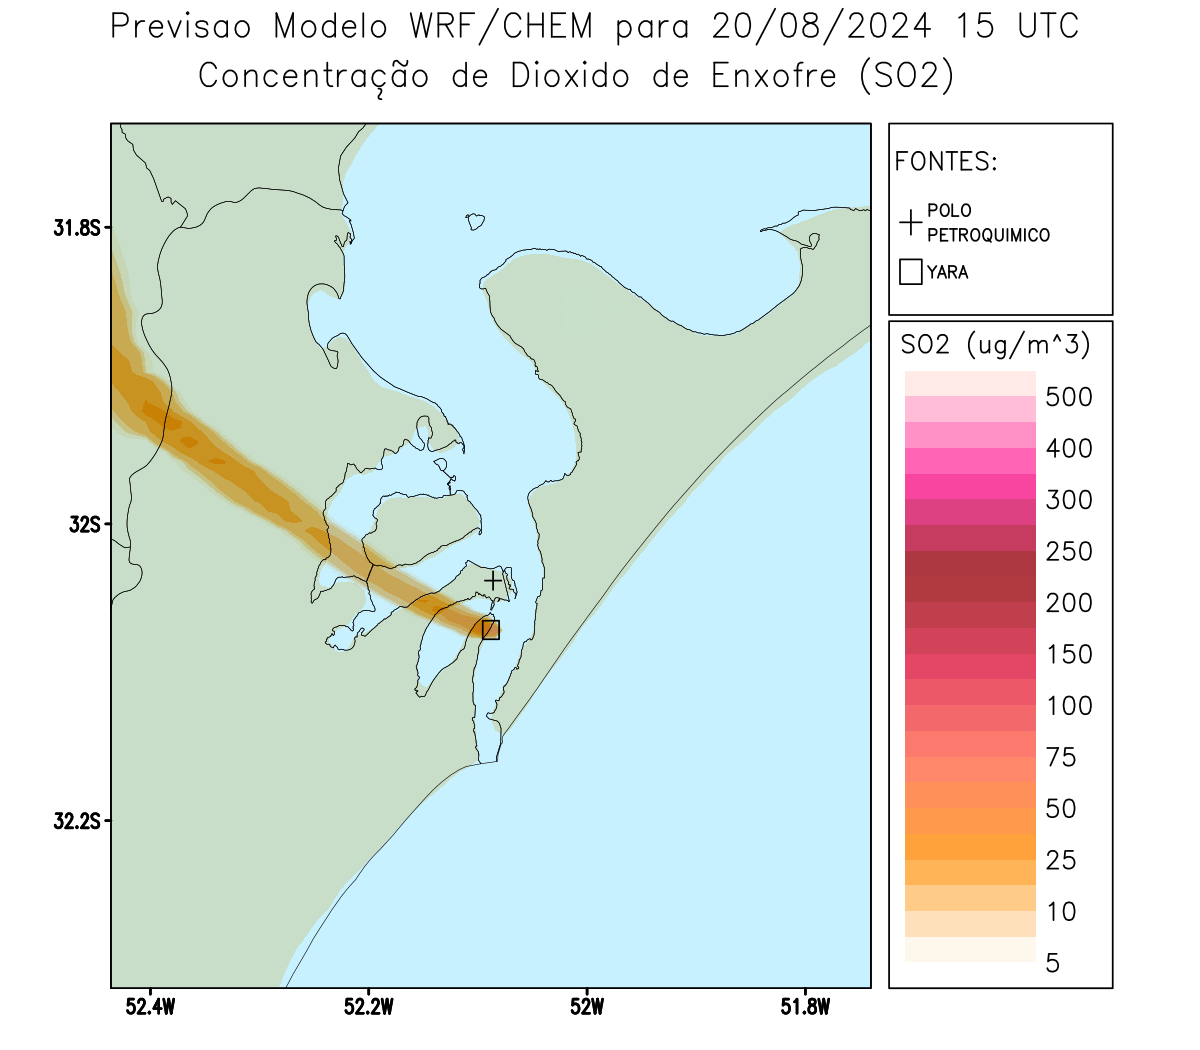 Previsao Modelo WRF/CHEM para 20/08/2024 15 UTC
Concentração de Dioxido de Enxofre (SO2)
FONTES:
POLO
PETROQUIMICO
YARA
SO2 (ug/m^3)
500
400
300
250
200
150
100
75
50
25
10
5
31.8S
32S
32.2S
52.4W
52.2W
52W
51.8W